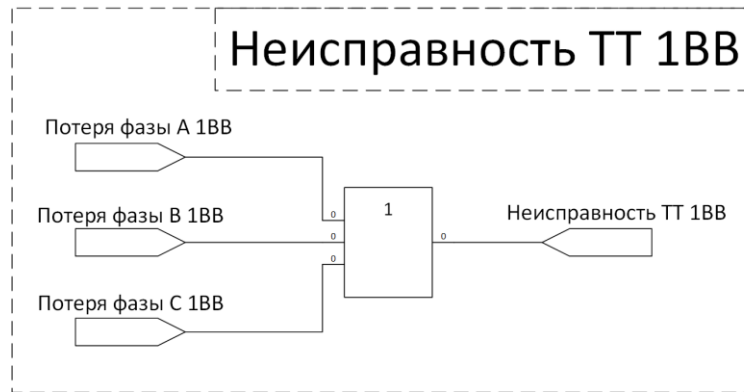 Неисправность ТТ 1ВВ
Потеря фазы А 1ВВ
0
1
Потеря фазы В 1ВВ
0
0
Неисправность ТТ 1ВВ
0
Потеря фазы С 1ВВ